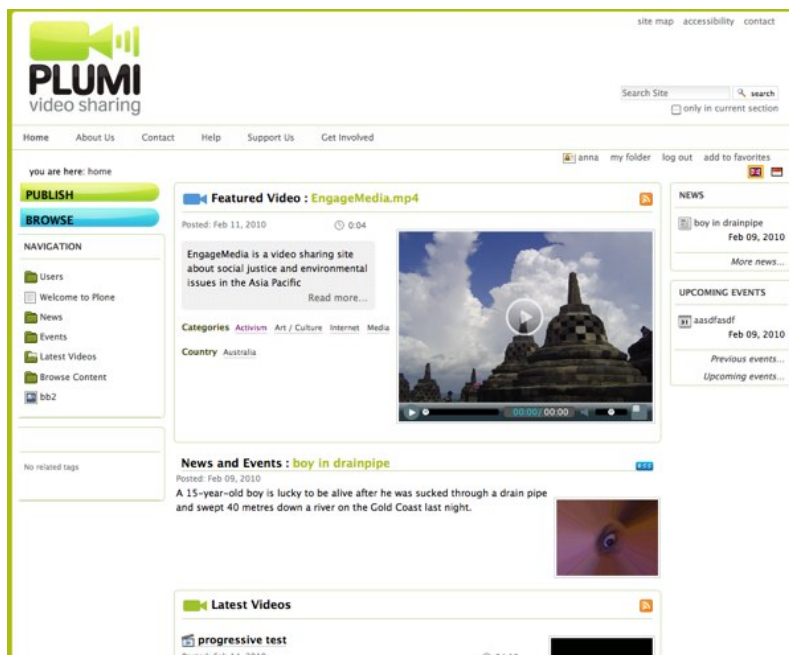 site map accessibility contact
PLUMI
video sharing
Search Site search
only in current section
Home About Us Contact Help Support Us Get Involved
anna my folder log out add to favorites
you are here: home
PUBLISH
BROWSE
NAVIGATION
Users
Welcome to Plone
News
Events
Latest Videos
Browse Content
bb2
No related tags
Featured Video : EngageMedia.mp4
Posted: Feb 11, 2010 0:04
EngageMedia is a video sharing site
about social justice and environmental
issues in the Asia Pacific
Read more...
Categories Activism Art / Culture Internet Media
Country Australia
00:00/ 00:00
News and Events : boy in drainpipe
RSS
Posted: Feb 09, 2010
A 15-year-old boy is lucky to be alive after he was sucked through a drain pipe
and swept 40 metres down a river on the Gold Coast last night.
Latest Videos
progressive test
NEWS
boy in drainpipe
Feb 09, 2010
More news...
UPCOMING EVENTS
31 aasdfasdf
Feb 09, 2010
Previous events...
Upcoming events...